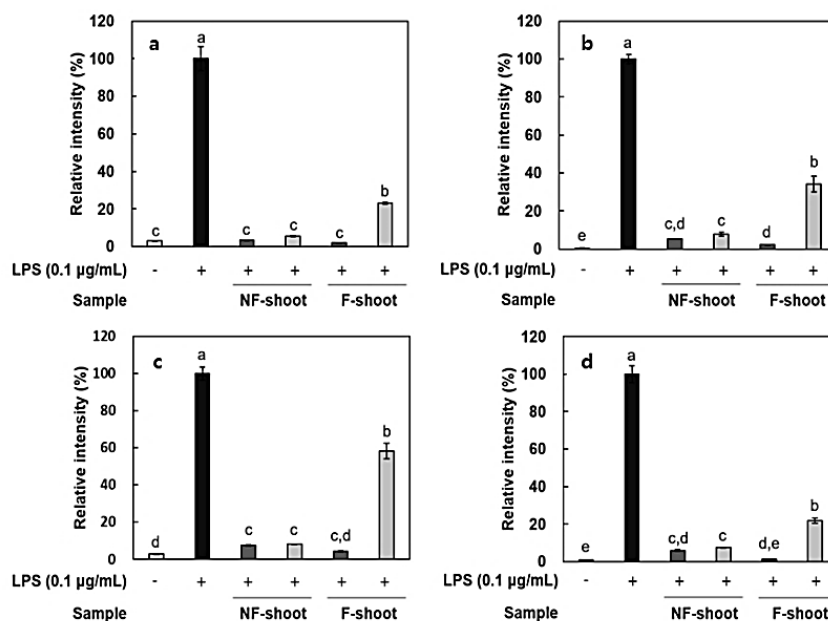 a
Relative intensity (%)
120
100
80
60
40
20
0
c
a
c
c
c
b
LPS (0.1 µg/mL) - + + + + +
Sample NF-shoot F-shoot
b
Relative intensity (%)
120
100
80
60
40
20
0
e
a
c,d
c
d
b
LPS (0.1 µg/mL) - + + + + +
Sample NF-shoot F-shoot
c
Relative intensity (%)
120
100
80
60
40
20
0
d
a
c
c
c,d
b
LPS (0.1 µg/mL) - + + + + +
Sample NF-shoot F-shoot
d
Relative intensity (%)
120
100
80
60
40
20
0
e
a
c,d
c
d,e
b
LPS (0.1 µg/mL) - + + + + +
Sample NF-shoot F-shoot